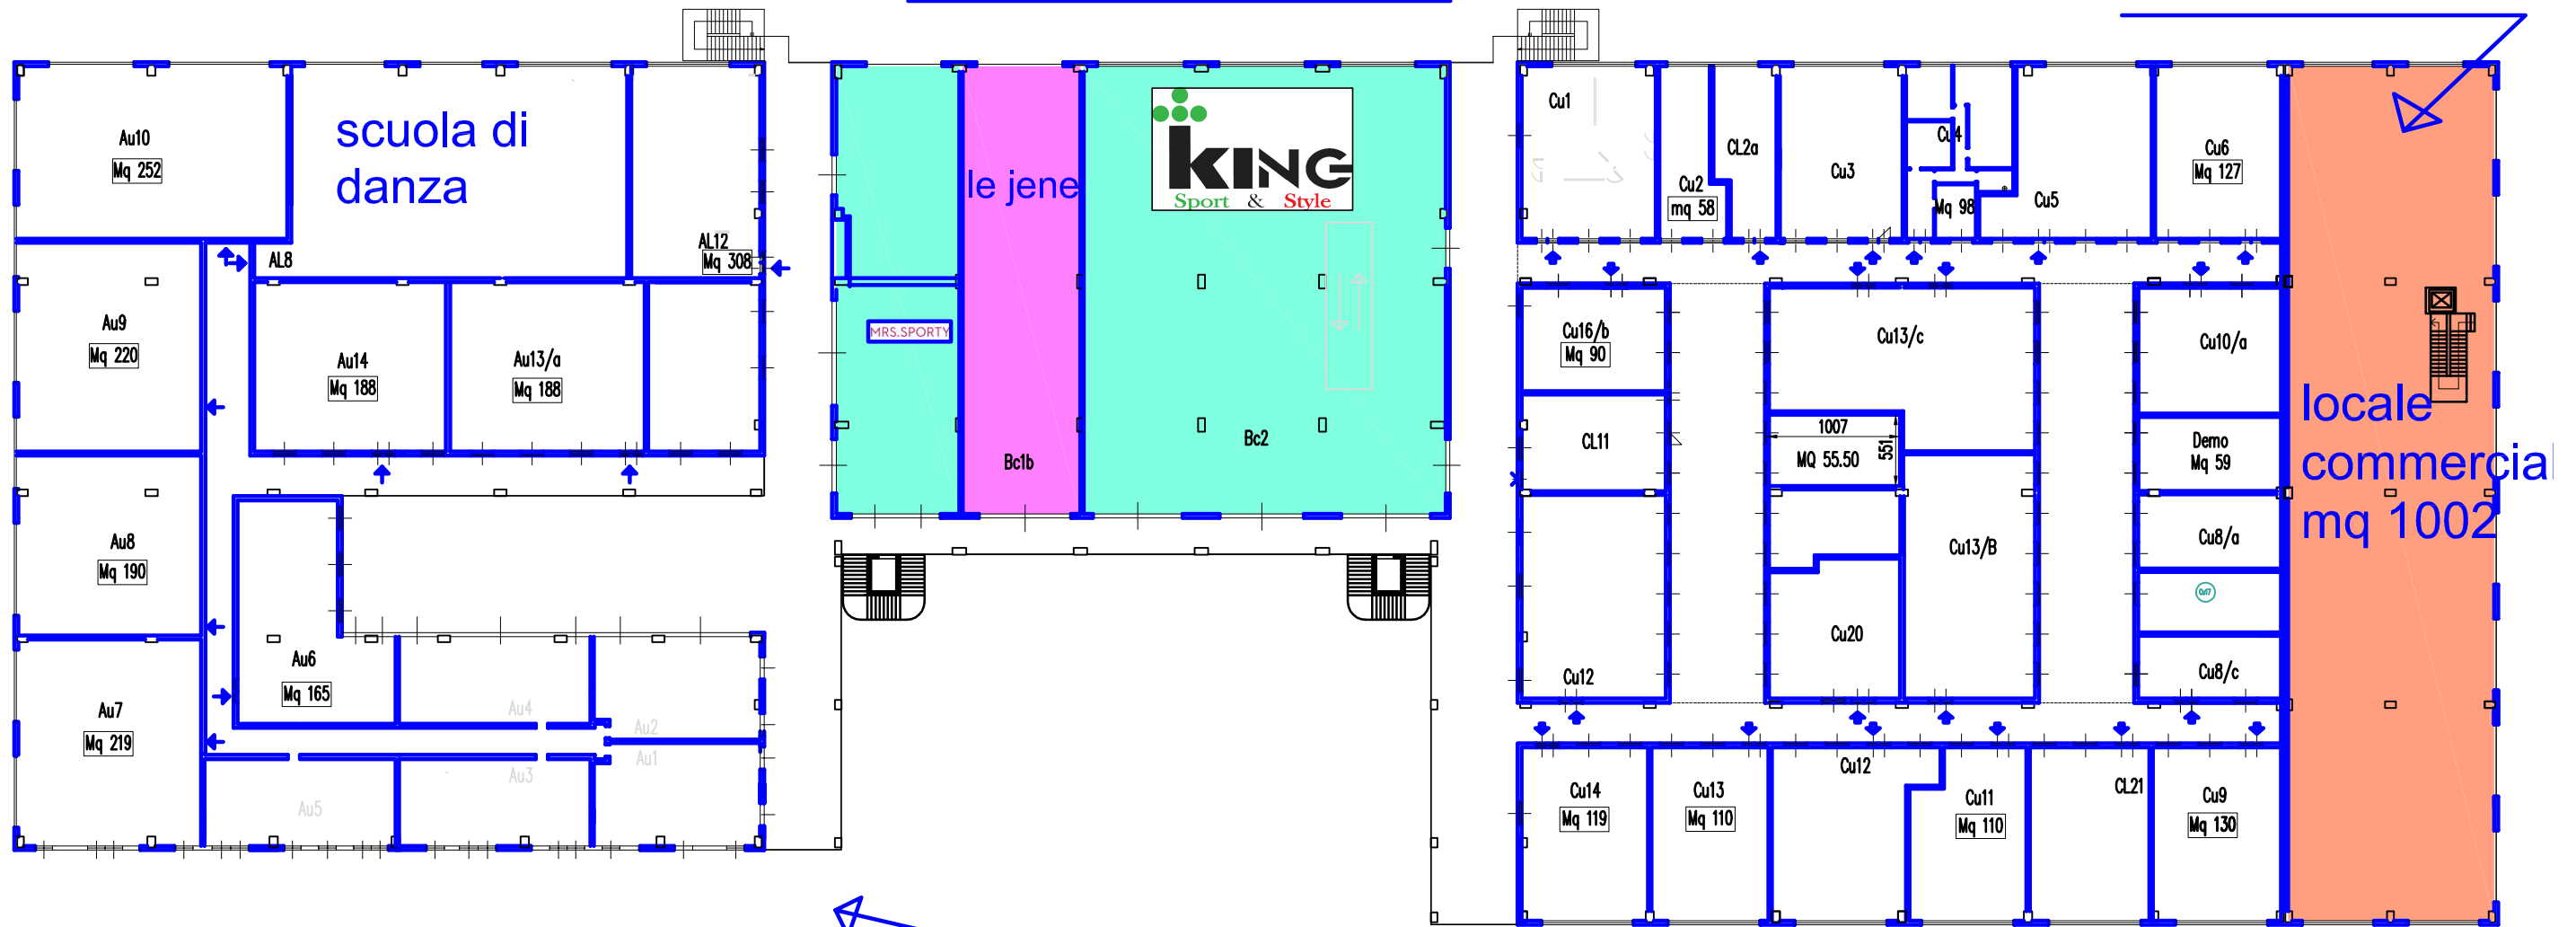 Au10
Mq 252
scuola di
danza
AL8
AL12
Mq 308
Au9
Mq 220
Au14
Mq 188
Au13/a
Mq 188
Au8
Mq 190
Au6
Mq 165
Au7
Mq 219
Au4
Au2
Au1
Au3
Au5
MRS.SPORTY
le jene
Bc1b
KING
Sport & Style
Bc2
Cu1
Cu2
mq 58
CL2a
Cu3
Cu4
Mq 98
Cu5
Cu6
Mq 127
Cu16/b
Mq 90
CL11
Cu12
Cu13/c
1007
551
MQ 55.50
Cu13/B
Cu20
Cu10/a
Demo
Mq 59
Cu8/a
Cu17
Cu8/c
Cu14
Mq 119
Cu13
Mq 110
Cu12
Cu11
Mq 110
CL21
Cu9
Mq 130
locale
commercial
mq 1002